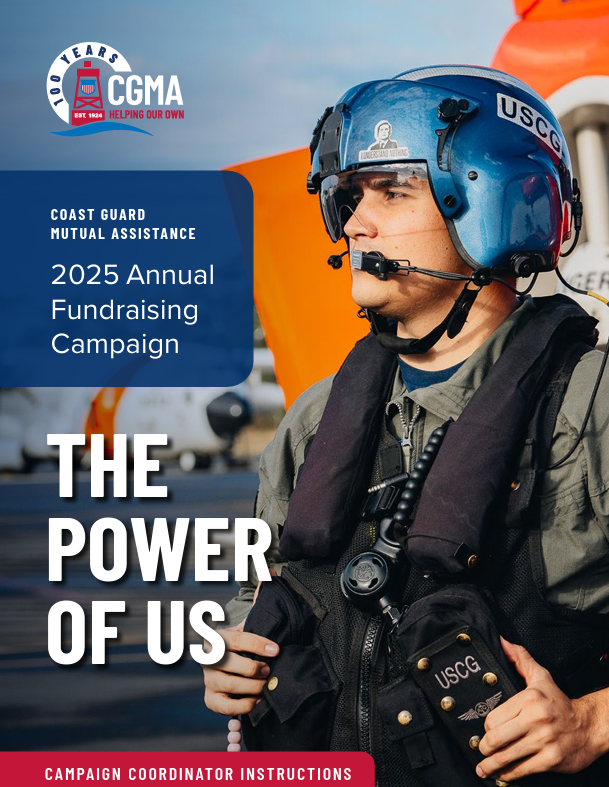 100 YEARS
CGMA
EST. 1924 HELPING OUR OWN
USCG
COAST GUARD
MUTUAL ASSISTANCE
2025 Annual
Fundraising
Campaign
THE
POWER
OF US
USCG
CAMPAIGN COORDINATOR INSTRUCTIONS